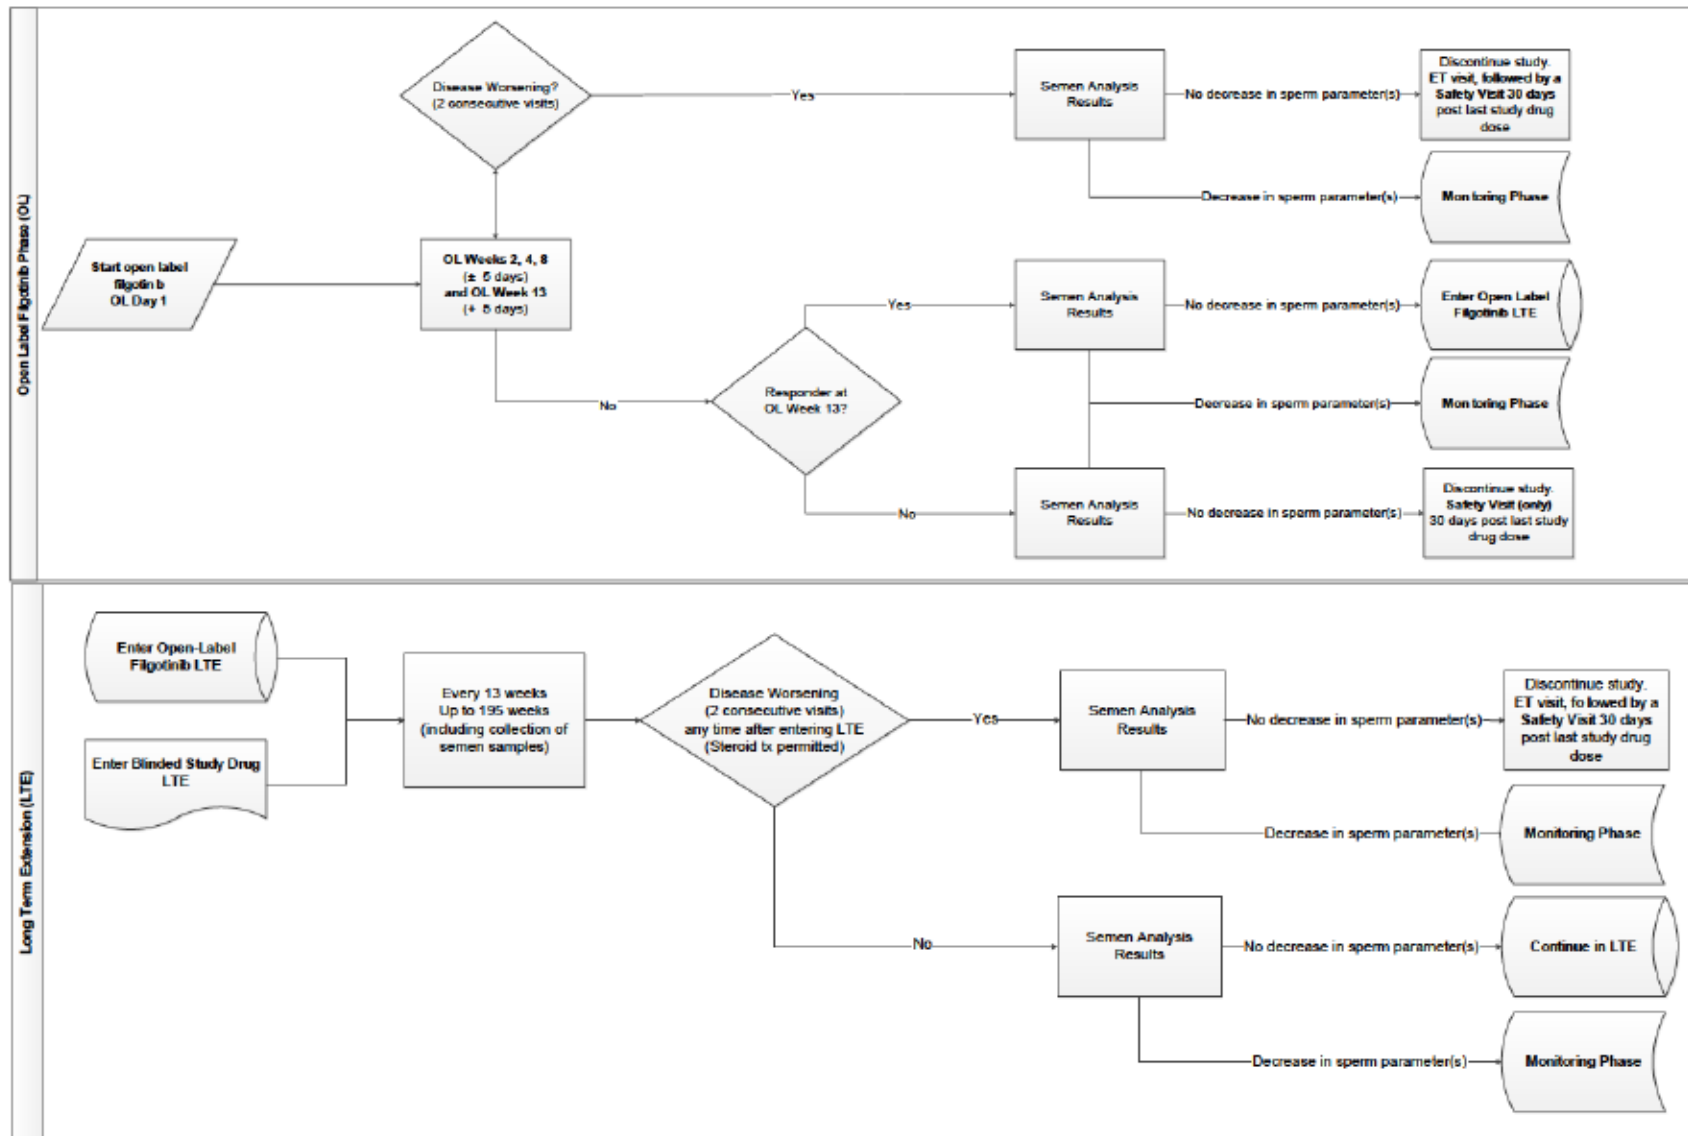 Open Label Filgotinib Phase (OL)
Disease Worsening?
(2 consecutive visits)
Yes
Semen Analysis
Results
No decrease in sperm parameter(s)
Discontinue study.
ET visit, followed by a
Safety Visit 30 days
post last study drug
dose
Decrease in sperm parameter(s)
Monitoring Phase
Start open label
filgotin b
OL Day 1
OL Weeks 2, 4, 8
(± 5 days)
and OL Week 13
(+ 5 days)
No
Responder at
OL Week 13?
Yes
Semen Analysis
Results
No decrease in sperm parameter(s)
Enter Open Label
Filgotinib LTE
Decrease in sperm parameter(s)
Monitoring Phase
No
Semen Analysis
Results
No decrease in sperm parameter(s)
Discontinue study.
Safety Visit (only)
30 days post last study
drug dose
Long Term Extension (LTE)
Enter Open-Label
Filgotinib LTE
Enter Blinded Study Drug
LTE
Every 13 weeks
Up to 195 weeks
(including collection of
semen samples)
Disease Worsening
(2 consecutive visits)
any time after entering LTE
(Steroid tx permitted)
Yes
Semen Analysis
Results
No decrease in sperm parameter(s)
Discontinue study.
ET visit, followed by a
Safety Visit 30 days
post last study drug
dose
Decrease in sperm parameter(s)
Monitoring Phase
No
Semen Analysis
Results
No decrease in sperm parameter(s)
Continue in LTE
Decrease in sperm parameter(s)
Monitoring Phase